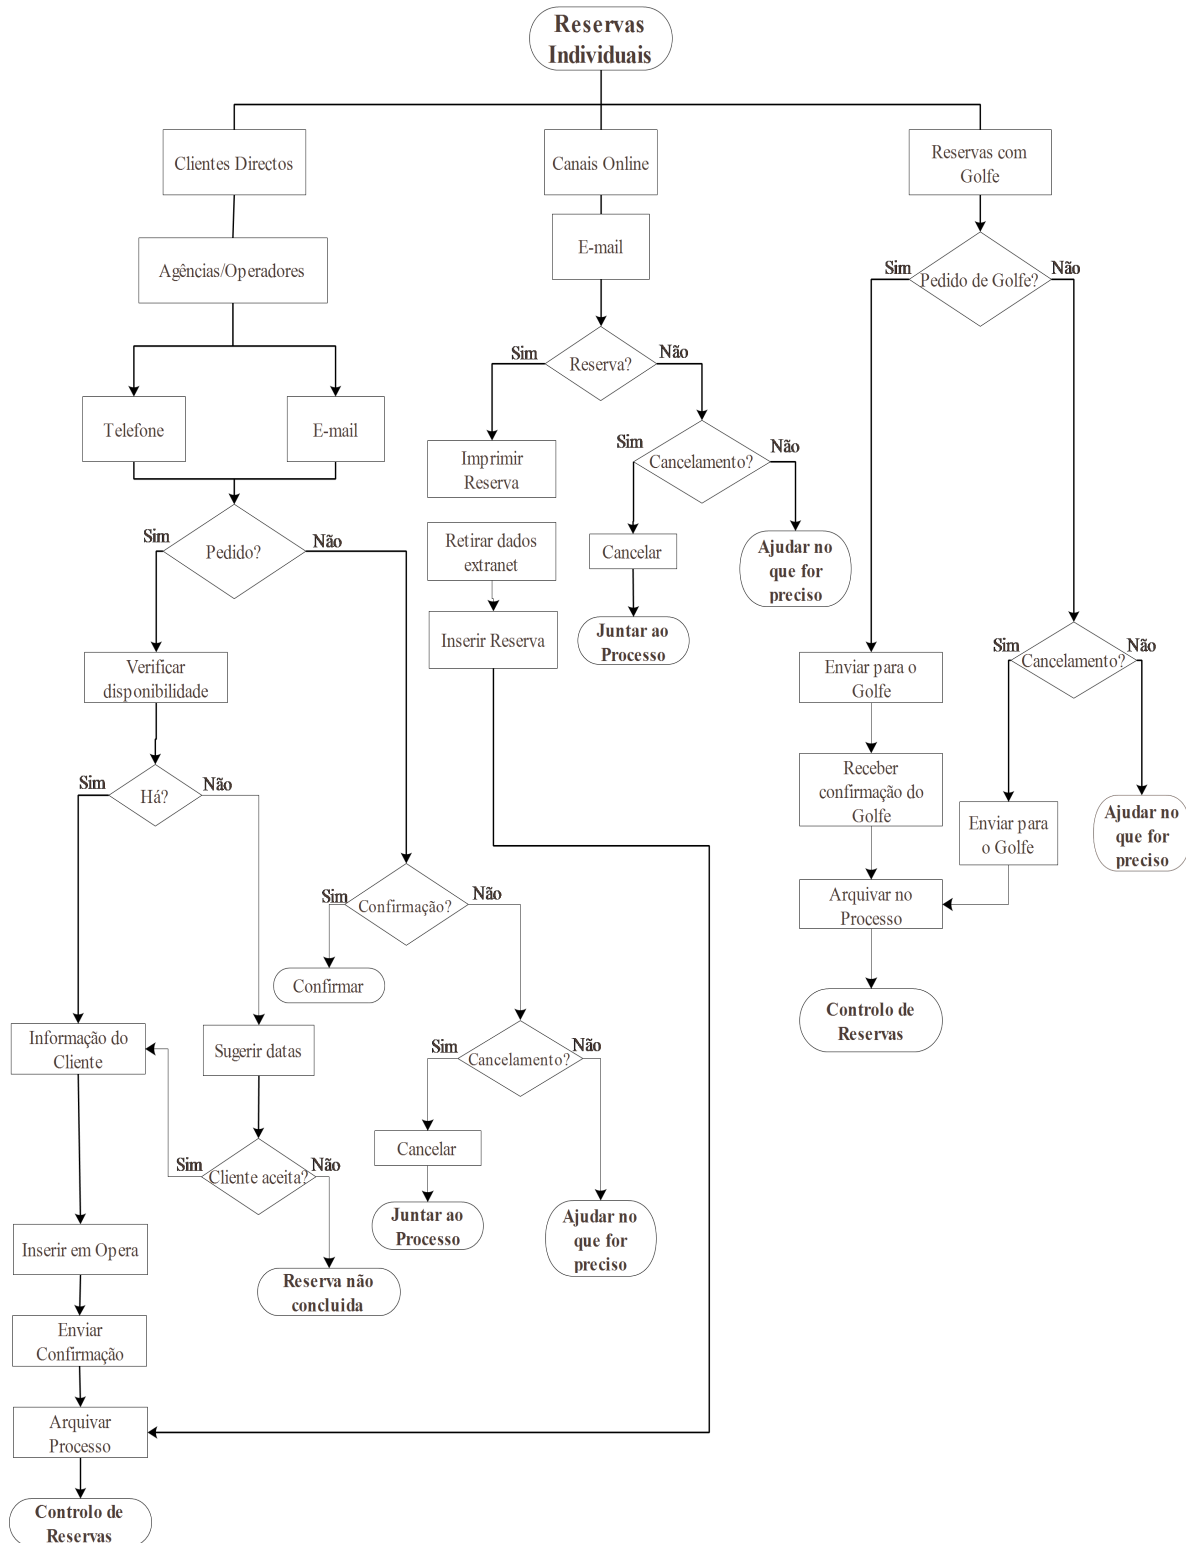 Reservas
Individuais
Clientes Directos
Canais Online
Reservas com
Golfe
Agências/Operadores
E-mail
Sim
Pedido de Golfe?
Não
Telefone
E-mail
Sim
Reserva?
Não
Imprimir
Reserva
Sim
Cancelamento?
Não
Sim
Pedido?
Não
Retirar dados
extranet
Cancelar
Ajudar no
que for
preciso
Inserir Reserva
Juntar ao
Processo
Verificar
disponibilidade
Enviar para o
Golfe
Sim
Cancelamento?
Não
Sim
Há?
Não
Receber
confirmação do
Golfe
Enviar para
o Golfe
Ajudar no
que for
preciso
Sim
Confirmação?
Não
Arquivar no
Processo
Confirmar
Controlo de
Reservas
Informação do
Cliente
Sugerir datas
Sim
Cancelamento?
Não
Sim
Cliente aceita?
Não
Cancelar
Juntar ao
Processo
Ajudar no
que for
preciso
Inserir em Opera
Reserva não
concluida
Enviar
Confirmação
Arquivar
Processo
Controlo de
Reservas